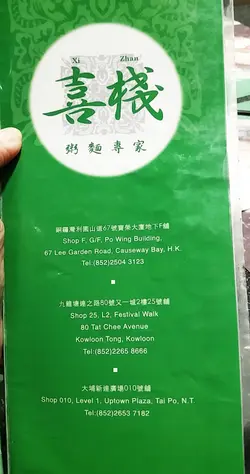 Xi Zhan
喜棧
粥麵專家
銅鑼灣利園山道67號寶榮大廈地下F舖
Shop F, G/F, Po Wing Building,
67 Lee Garden Road, Causeway Bay, H.K.
Tel:(852)2504 3123
九龍塘達之路80號又一城2樓25號舖
Shop 25, L2, Festival Walk
80 Tat Chee Avenue
Kowloon Tong, Kowloon
Tel:(852)2265 8666
大埔新達廣場010號舖
Shop 010, Level 1, Uptown Plaza, Tai Po, N.T
Tel:(852)2653 7182